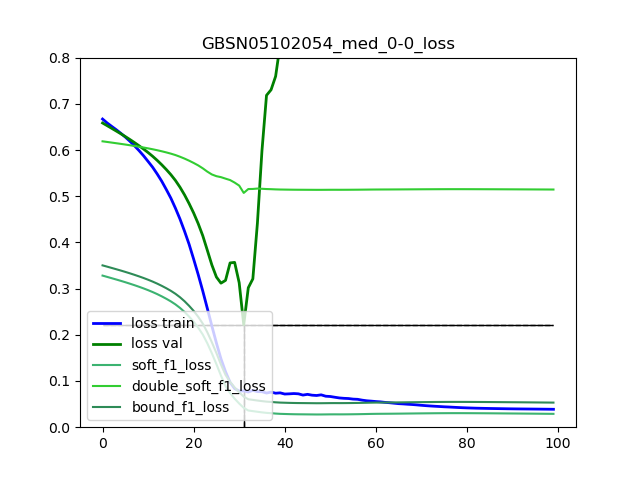 GBSN05102054_med_0-0_loss
0.8
0.7
0.6
0.5
0.4
0.3
0.2
0.1
0.0
loss train
loss val
soft_f1_loss
double_soft_f1_loss
bound_f1_loss
0 20 40 60 80 100